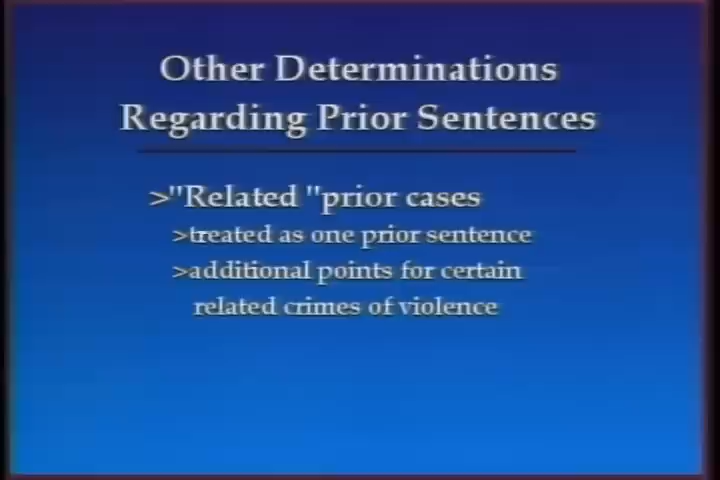 Other Determinations
Regarding Prior Sentences
>"Related "prior cases
>treated as one prior sentence
>additional points for certain
related crimes of violence